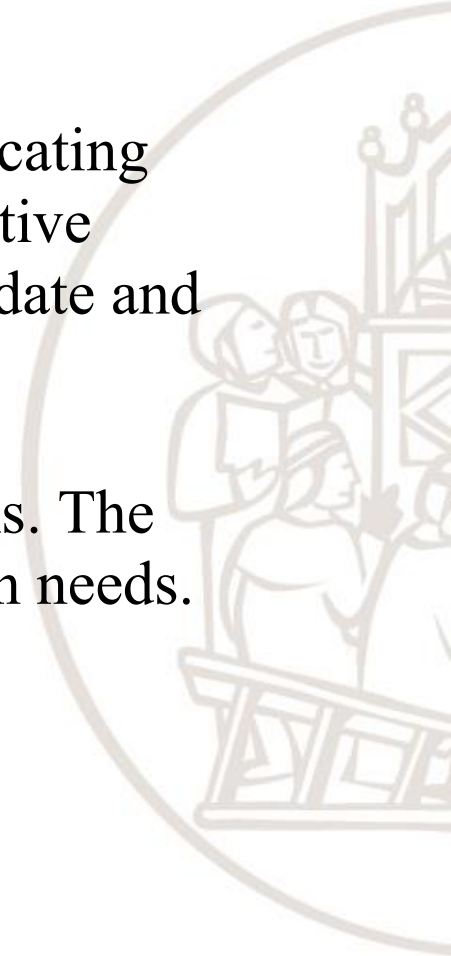 cating
tive
date and
s. The
n needs.